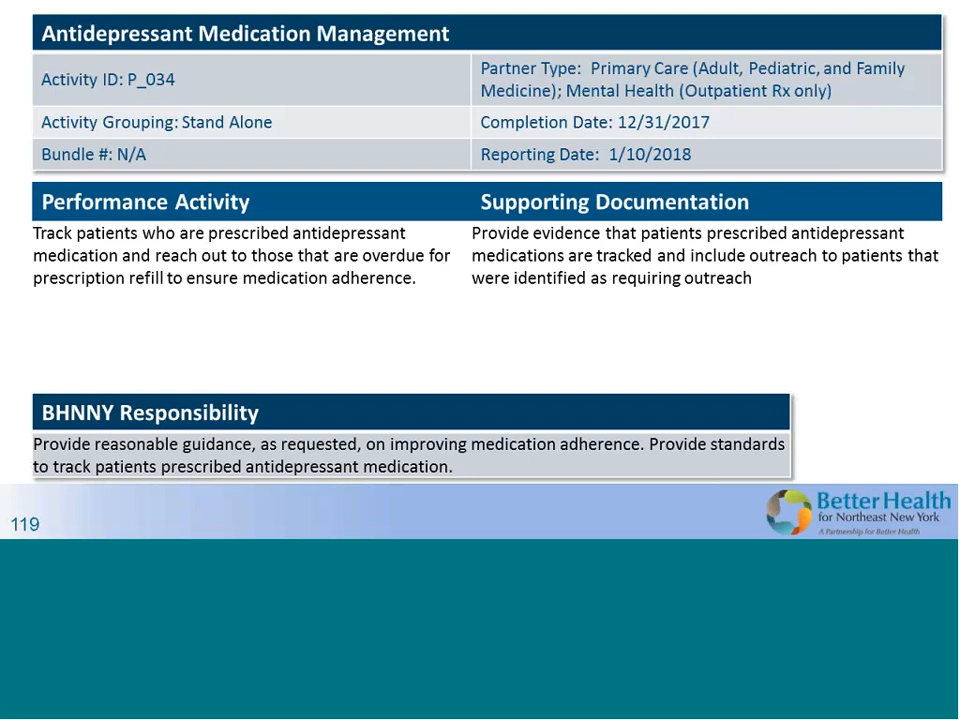 Antidepressant Medication Management
Activity ID: P_034
Partner Type:  Primary Care (Adult, Pediatric, and Family
Medicine); Mental Health (Outpatient Rx only)
Activity Grouping: Stand Alone
Completion Date: 12/31/2017
Bundle #: N/A
Reporting Date:  1/10/2018
Performance Activity
Supporting Documentation
Track patients who are prescribed antidepressant
medication and reach out to those that are overdue for
prescription refill to ensure medication adherence.
Provide evidence that patients prescribed antidepressant
medications are tracked and include outreach to patients that
were identified as requiring outreach
BHNNY Responsibility
Provide reasonable guidance, as requested, on improving medication adherence. Provide standards
to track patients prescribed antidepressant medication.
119
Better Health
for Northeast New York
A Partnership for Better Health